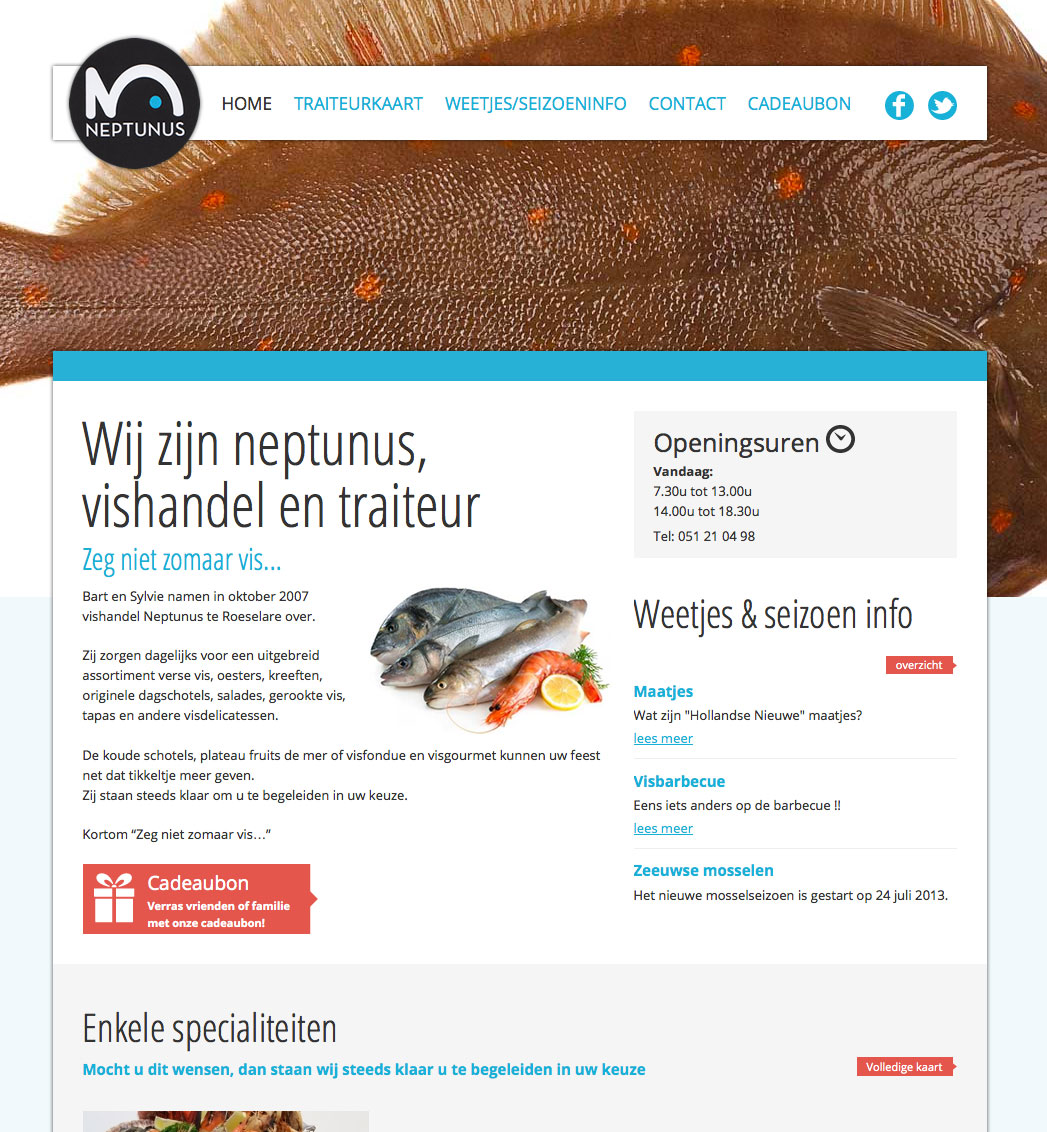 NEPTUNUS
HOME TRAITEURKAART WEETJES/SEIZOENINFO CONTACT CADEAUBON
Wij zijn neptunus,
vishandel en traiteur
Zeg niet zomaar vis...
Bart en Sylvie namen in oktober 2007
vishandel Neptunus te Roeselare over.
Zij zorgen dagelijks voor een uitgebreid
assortiment verse vis, oesters, kreeften,
originele dagschotels, salades, gerookte vis,
tapas en andere visdelicatessen.
De koude schotels, plateau fruits de mer of visfondue en visgourmet kunnen uw feest
net dat tikkeltje meer geven.
Zij staan steeds klaar om u te begeleiden in uw keuze.
Kortom “Zeg niet zomaar vis…”
Cadeaubon
Verras vrienden of familie
met onze cadeaubon!
Openingsuren
Vandaag:
7.30u tot 13.00u
14.00u tot 18.30u
Tel: 051 21 04 98
Weetjes & seizoen info
overzicht
Maatjes
Wat zijn "Hollandse Nieuwe" maatjes?
lees meer
Visbarbecue
Eens iets anders op de barbecue !!
lees meer
Zeeuwse mosselen
Het nieuwe mosselseizoen is gestart op 24 juli 2013.
Enkele specialiteiten
Mocht u dit wensen, dan staan wij steeds klaar u te begeleiden in uw keuze
Volledige kaart